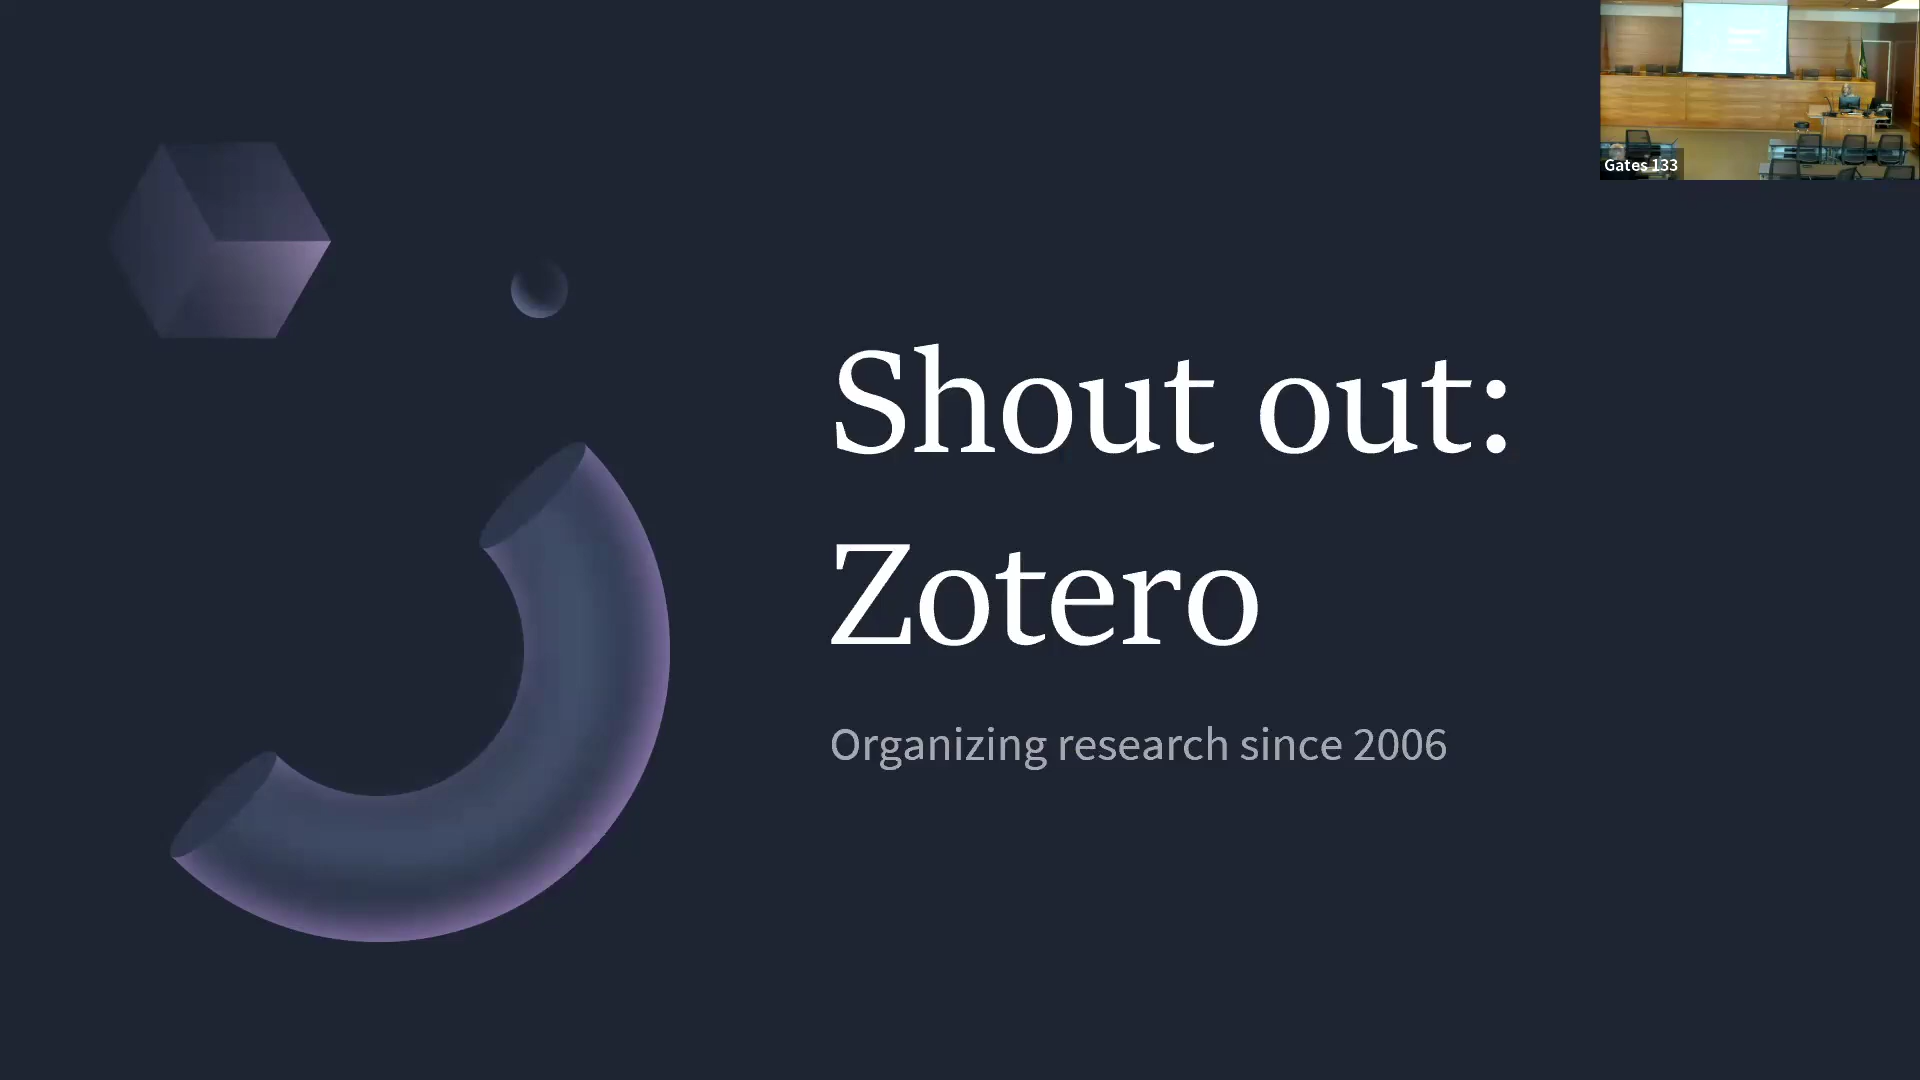 Shout out:
Zotero
Organizing research since 2006
Gates 133